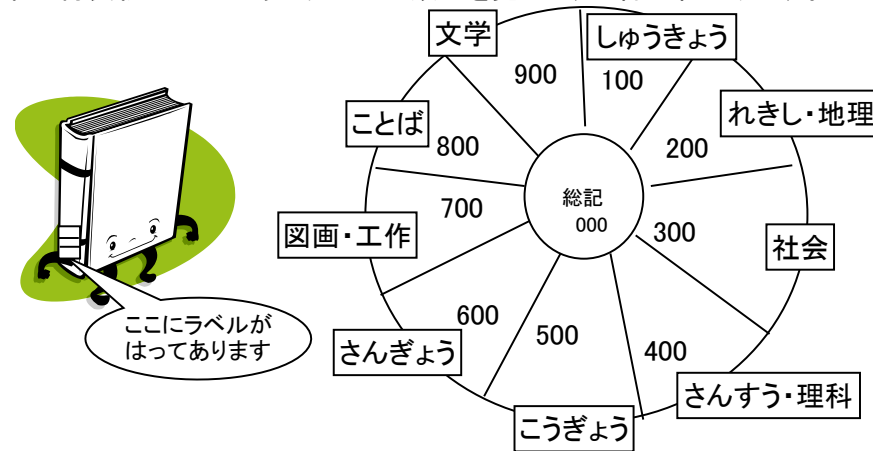 文学
しゅうきょう
900
100
ことば
れきし・地理
800
200
総記
000
図画・工作
700
300
社会
ここにラベルが
はってあります
600
500
400
さんぎょう
さんすう・理科
こうぎょう